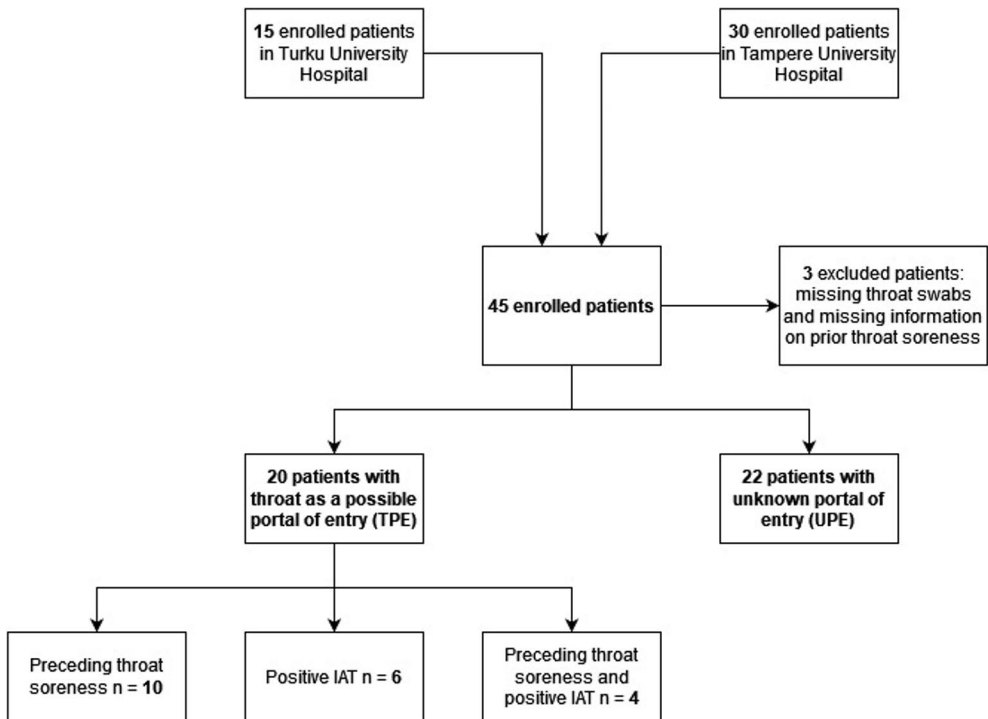 15 enrolled patients
in Turku University
Hospital
30 enrolled patients
in Tampere University
Hospital
45 enrolled patients
3 excluded patients:
missing throat swabs
and missing information
on prior throat soreness
20 patients with
throat as a possible
portal of entry (TPE)
22 patients with
unknown portal of
entry (UPE)
Preceding throat
soreness n = 10
Positive IAT n = 6
Preceding throat
soreness and
positive IAT n = 4